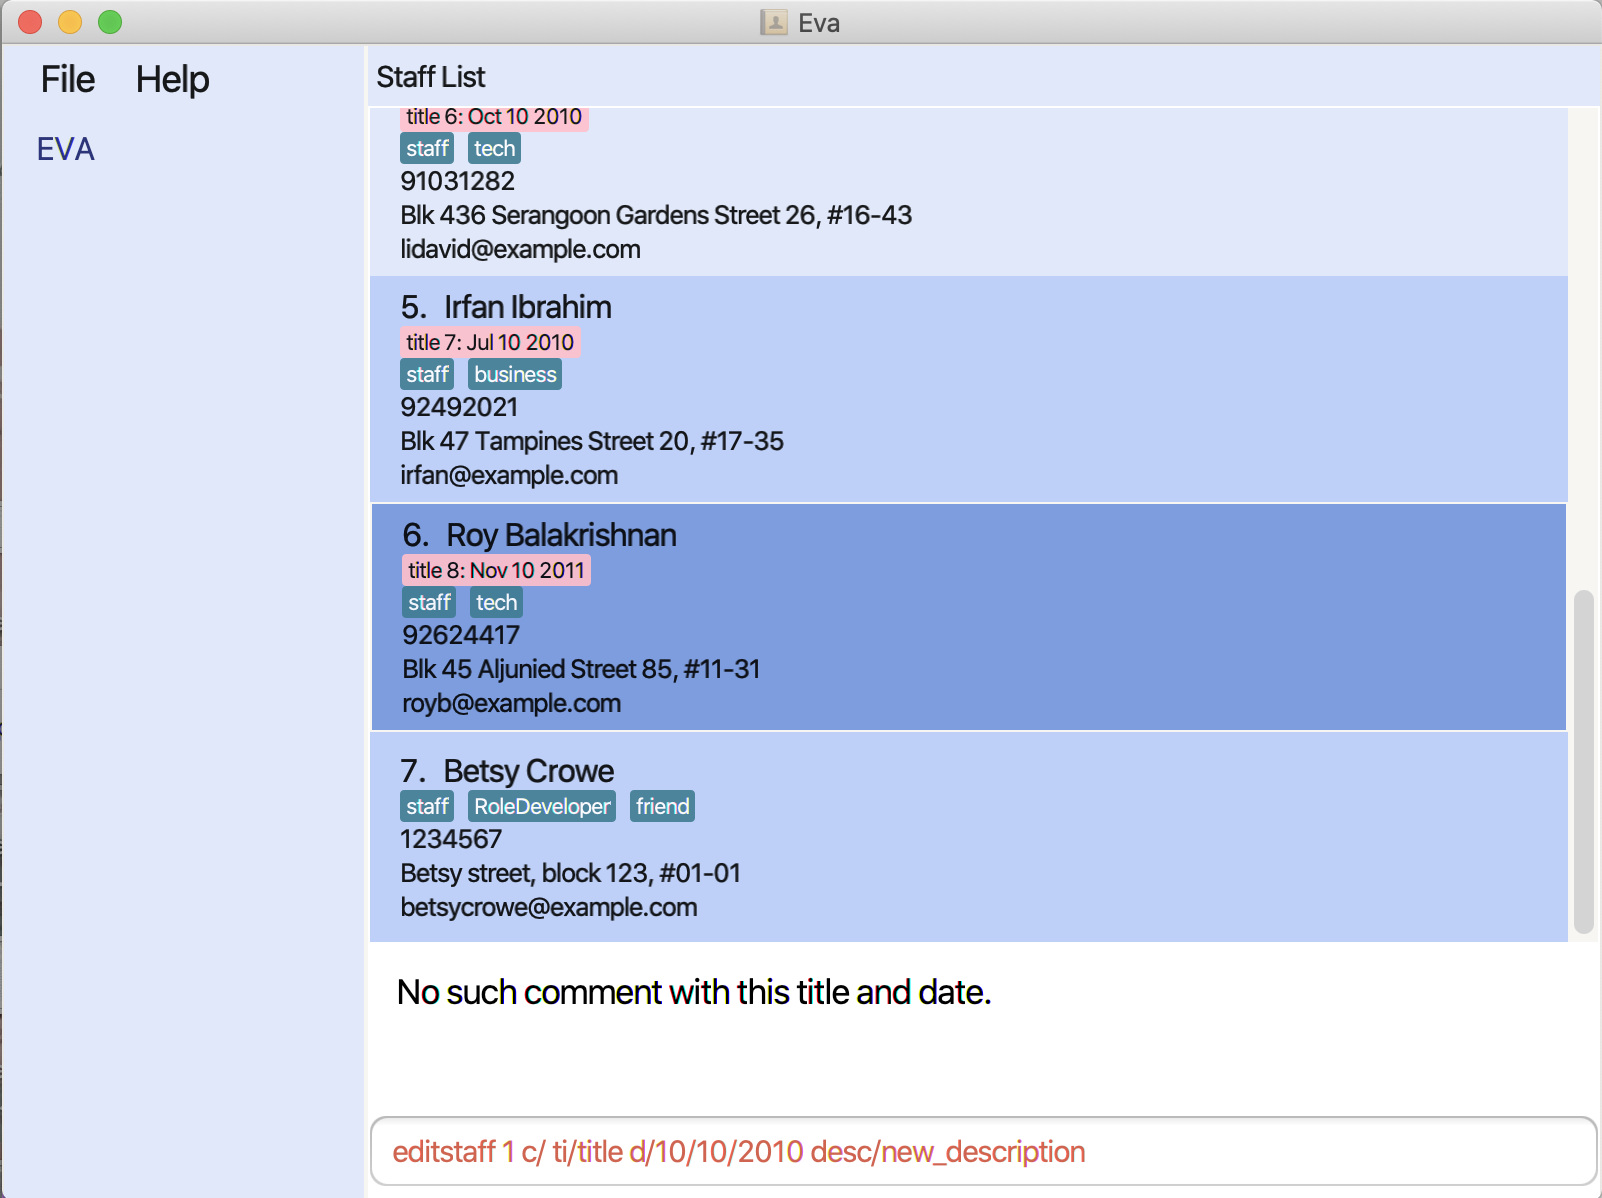 Eva
File Help
EVA
Staff List
title 6: Oct 10 2010
staff tech
91031282
Blk 436 Serangoon Gardens Street 26, #16-43
lidavid@example.com
5. Irfan Ibrahim
title 7: Jul 10 2010
staff business
92492021
Blk 47 Tampines Street 20, #17-35
irfan@example.com
6. Roy Balakrishnan
title 8: Nov 10 2011
staff tech
92624417
Blk 45 Aljunied Street 85, #11-31
royb@example.com
7. Betsy Crowe
staff RoleDeveloper friend
1234567
Betsy street, block 123, #01-01
betsycrowe@example.com
No such comment with this title and date.
editstaff 1 c/ ti/title d/10/10/2010 desc/new_description